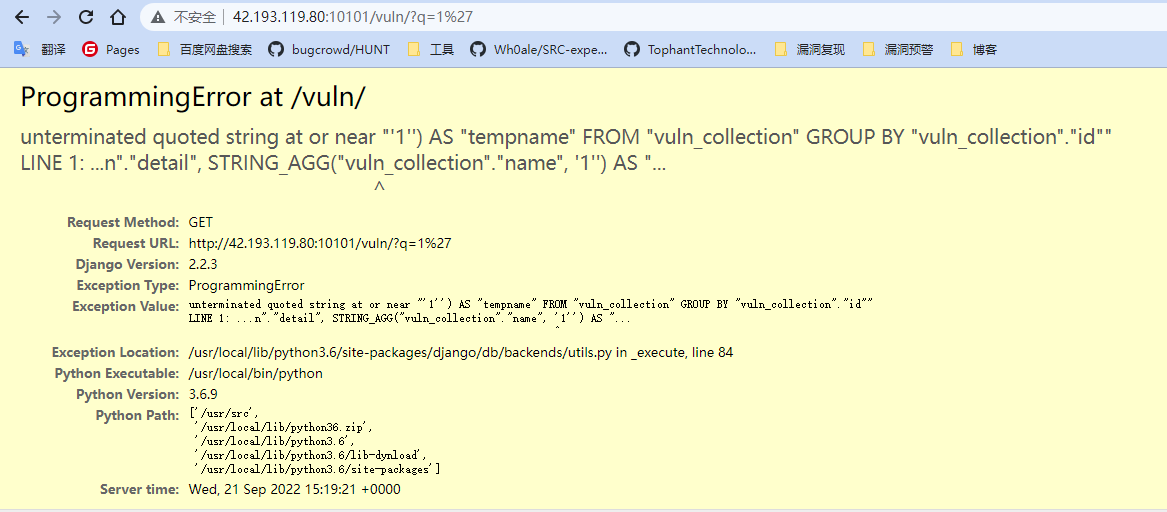 不安全 | 42.193.119.80:10101/vuln/?q=1%27
翻译 Pages 百度网盘搜索 bugcrowd/HUNT 工具 Wh0ale/SRC-expe... TophantTechnolo... 漏洞复现 漏洞预警 博客
ProgrammingError at /vuln/
unterminated quoted string at or near "'1'') AS "tempname" FROM "vuln_collection" GROUP BY "vuln_collection"."id""
LINE 1: ...n"."detail", STRING_AGG("vuln_collection"."name", '1'') AS "...
^
Request Method: GET
Request URL: http://42.193.119.80:10101/vuln/?q=1%27
Django Version: 2.2.3
Exception Type: ProgrammingError
Exception Value: unterminated quoted string at or near "'1'') AS "tempname" FROM "vuln_collection" GROUP BY "vuln_collection"."id""
LINE 1: ...n"."detail", STRING_AGG("vuln_collection"."name", '1'') AS "...
^
Exception Location: /usr/local/lib/python3.6/site-packages/django/db/backends/utils.py in _execute, line 84
Python Executable: /usr/local/bin/python
Python Version: 3.6.9
Python Path: ['/usr/src',
'/usr/local/lib/python36.zip',
'/usr/local/lib/python3.6',
'/usr/local/lib/python3.6/lib-dynload',
'/usr/local/lib/python3.6/site-packages']
Server time: Wed, 21 Sep 2022 15:19:21 +0000